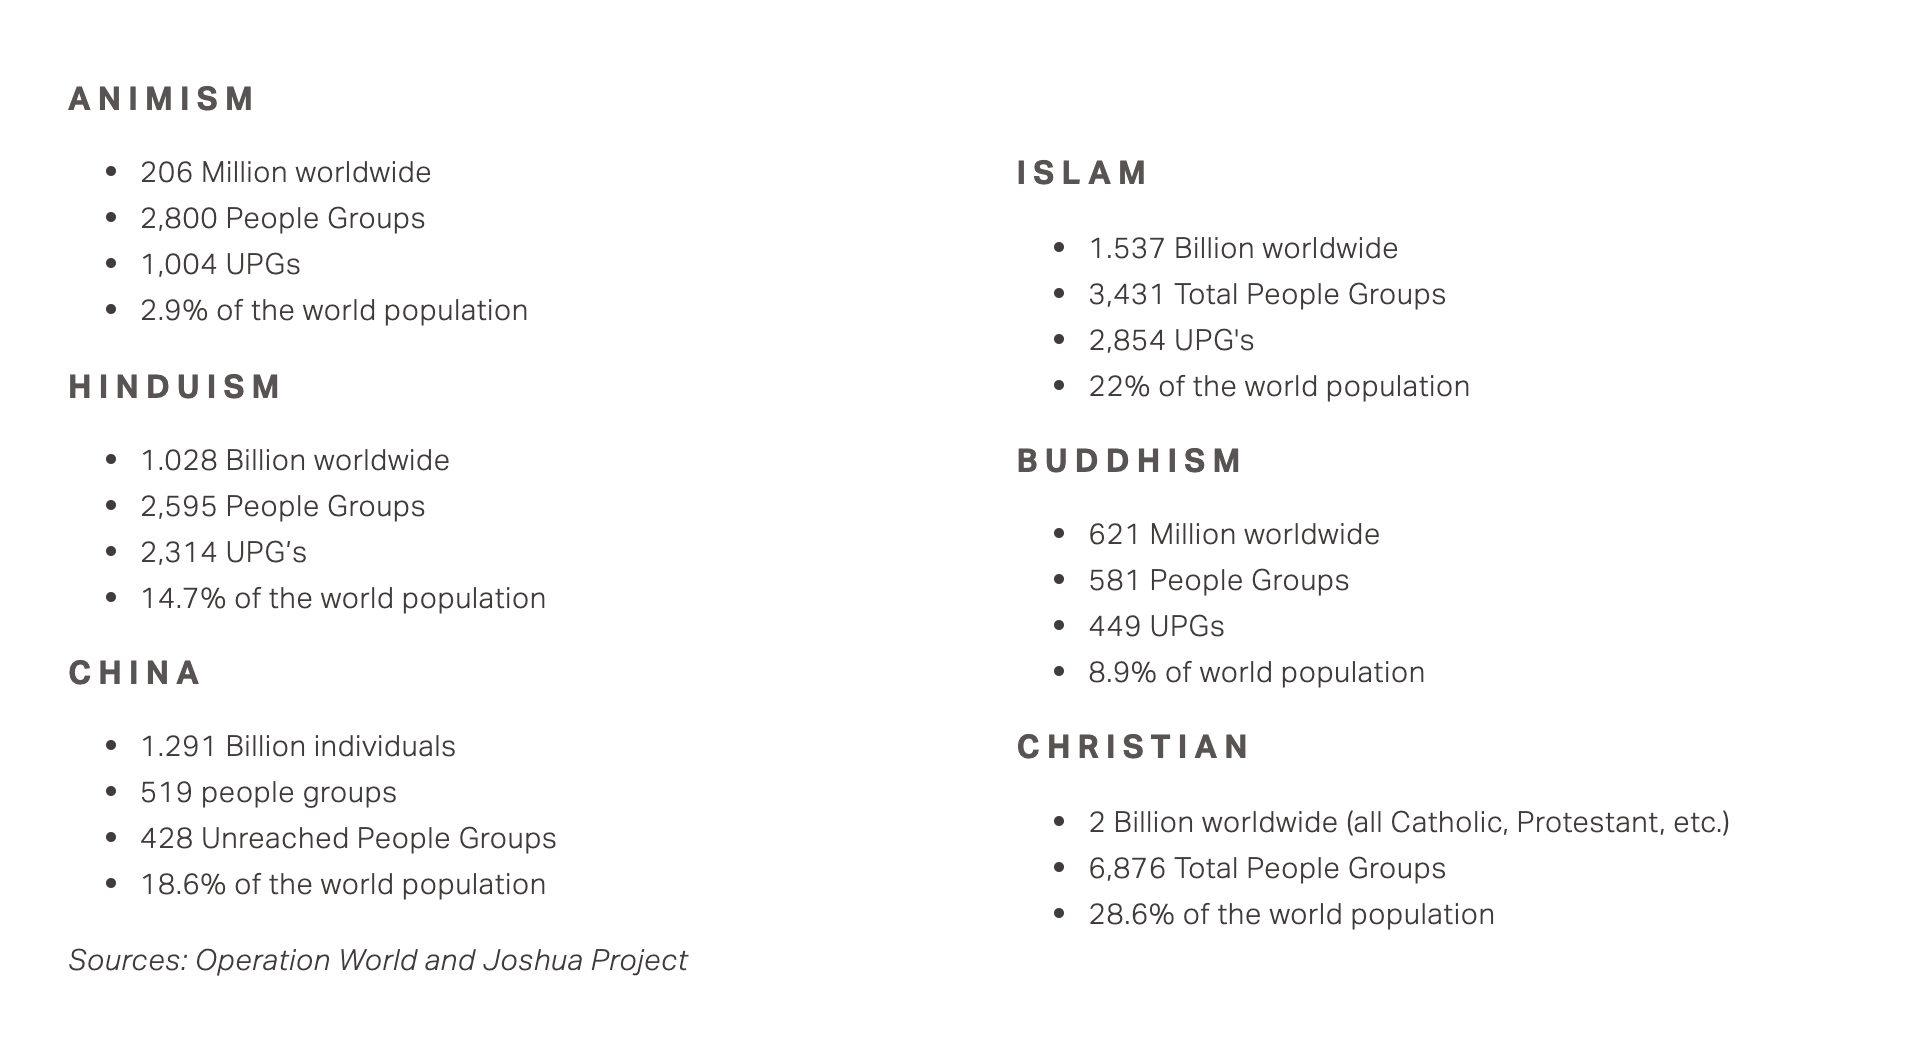 ANIMISM
• 206 Million worldwide
• 2,800 People Groups
• 1,004 UPGs
• 2.9% of the world population
HINDUISM
• 1.028 Billion worldwide
• 2,595 People Groups
• 2,314 UPG’s
• 14.7% of the world population
CHINA
• 1.291 Billion individuals
• 519 people groups
• 428 Unreached People Groups
• 18.6% of the world population
Sources: Operation World and Joshua Project
ISLAM
• 1.537 Billion worldwide
• 3,431 Total People Groups
• 2,854 UPG's
• 22% of the world population
BUDDHISM
• 621 Million worldwide
• 581 People Groups
• 449 UPGs
• 8.9% of world population
CHRISTIAN
• 2 Billion worldwide (all Catholic, Protestant, etc.)
• 6,876 Total People Groups
• 28.6% of the world population